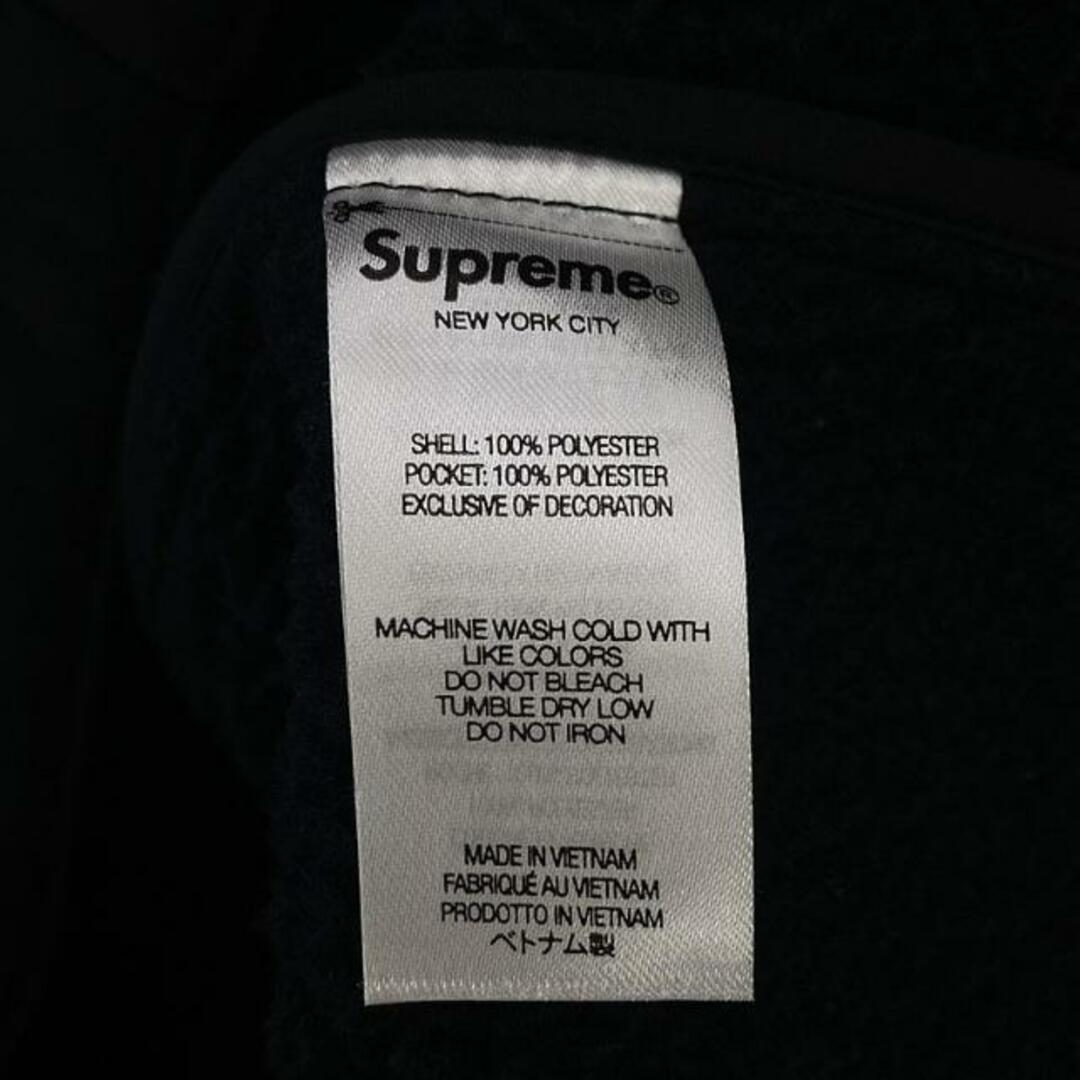 Supreme®
NEW YORK CITY
SHELL: 100% POLYESTER
POCKET: 100% POLYESTER
EXCLUSIVE OF DECORATION
MACHINE WASH COLD WITH
LIKE COLORS
DO NOT BLEACH
TUMBLE DRY LOW
DO NOT IRON
MADE IN VIETNAM
FABRIQUÉ AU VIETNAM
PRODOTTO IN VIETNAM
ベトナム製